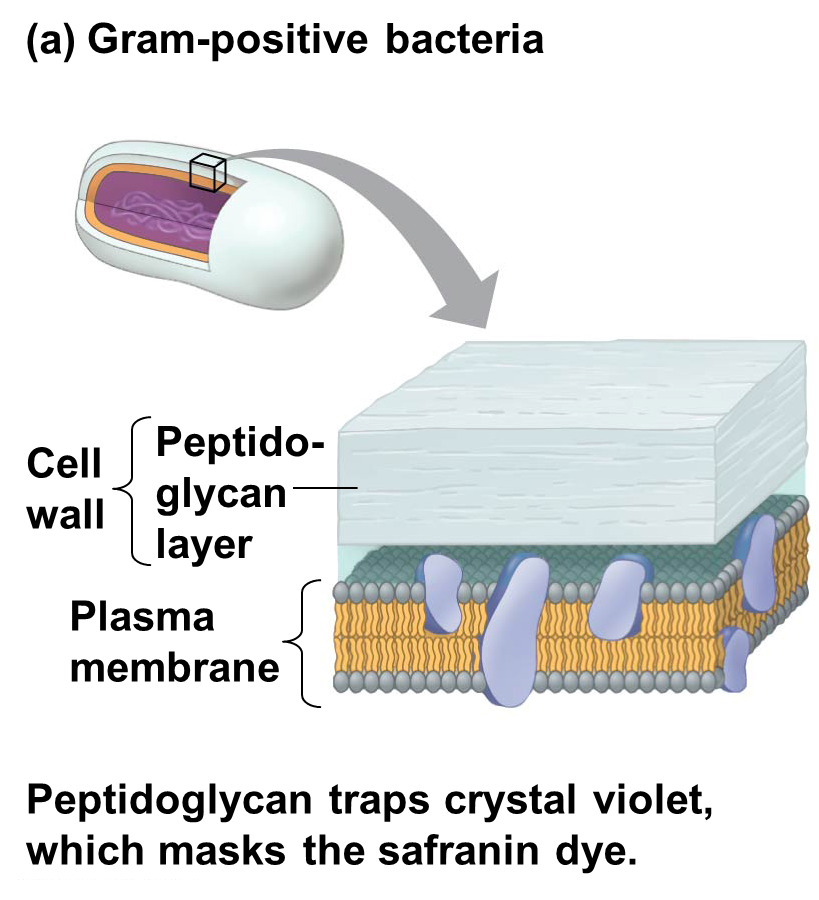 (a) Gram-positive bacteria
Cell
wall
Peptido-
glycan
layer
Plasma
membrane
Peptidoglycan traps crystal violet,
which masks the safranin dye.